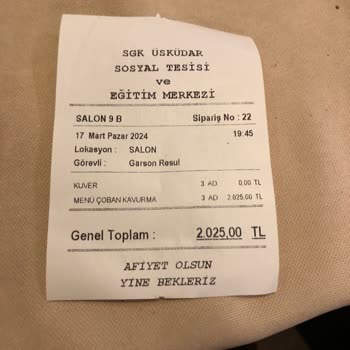 SGK ÜSKÜDAR
SOSYAL TESİSİ
ve
EĞİTİM MERKEZİ
SALON 9 B Sipariş No : 22
17 Mart Pazar 2024 19:45
Lokasyon : SALON
Görevli : Garson Resul
KUVER 3 AD 0,00 TL
MENÜ ÇOBAN KAVURMA 3 AD 2.025,00 TL
Genel Toplam : 2.025,00 TL
AFİYET OLSUN
YİNE BEKLERİZ